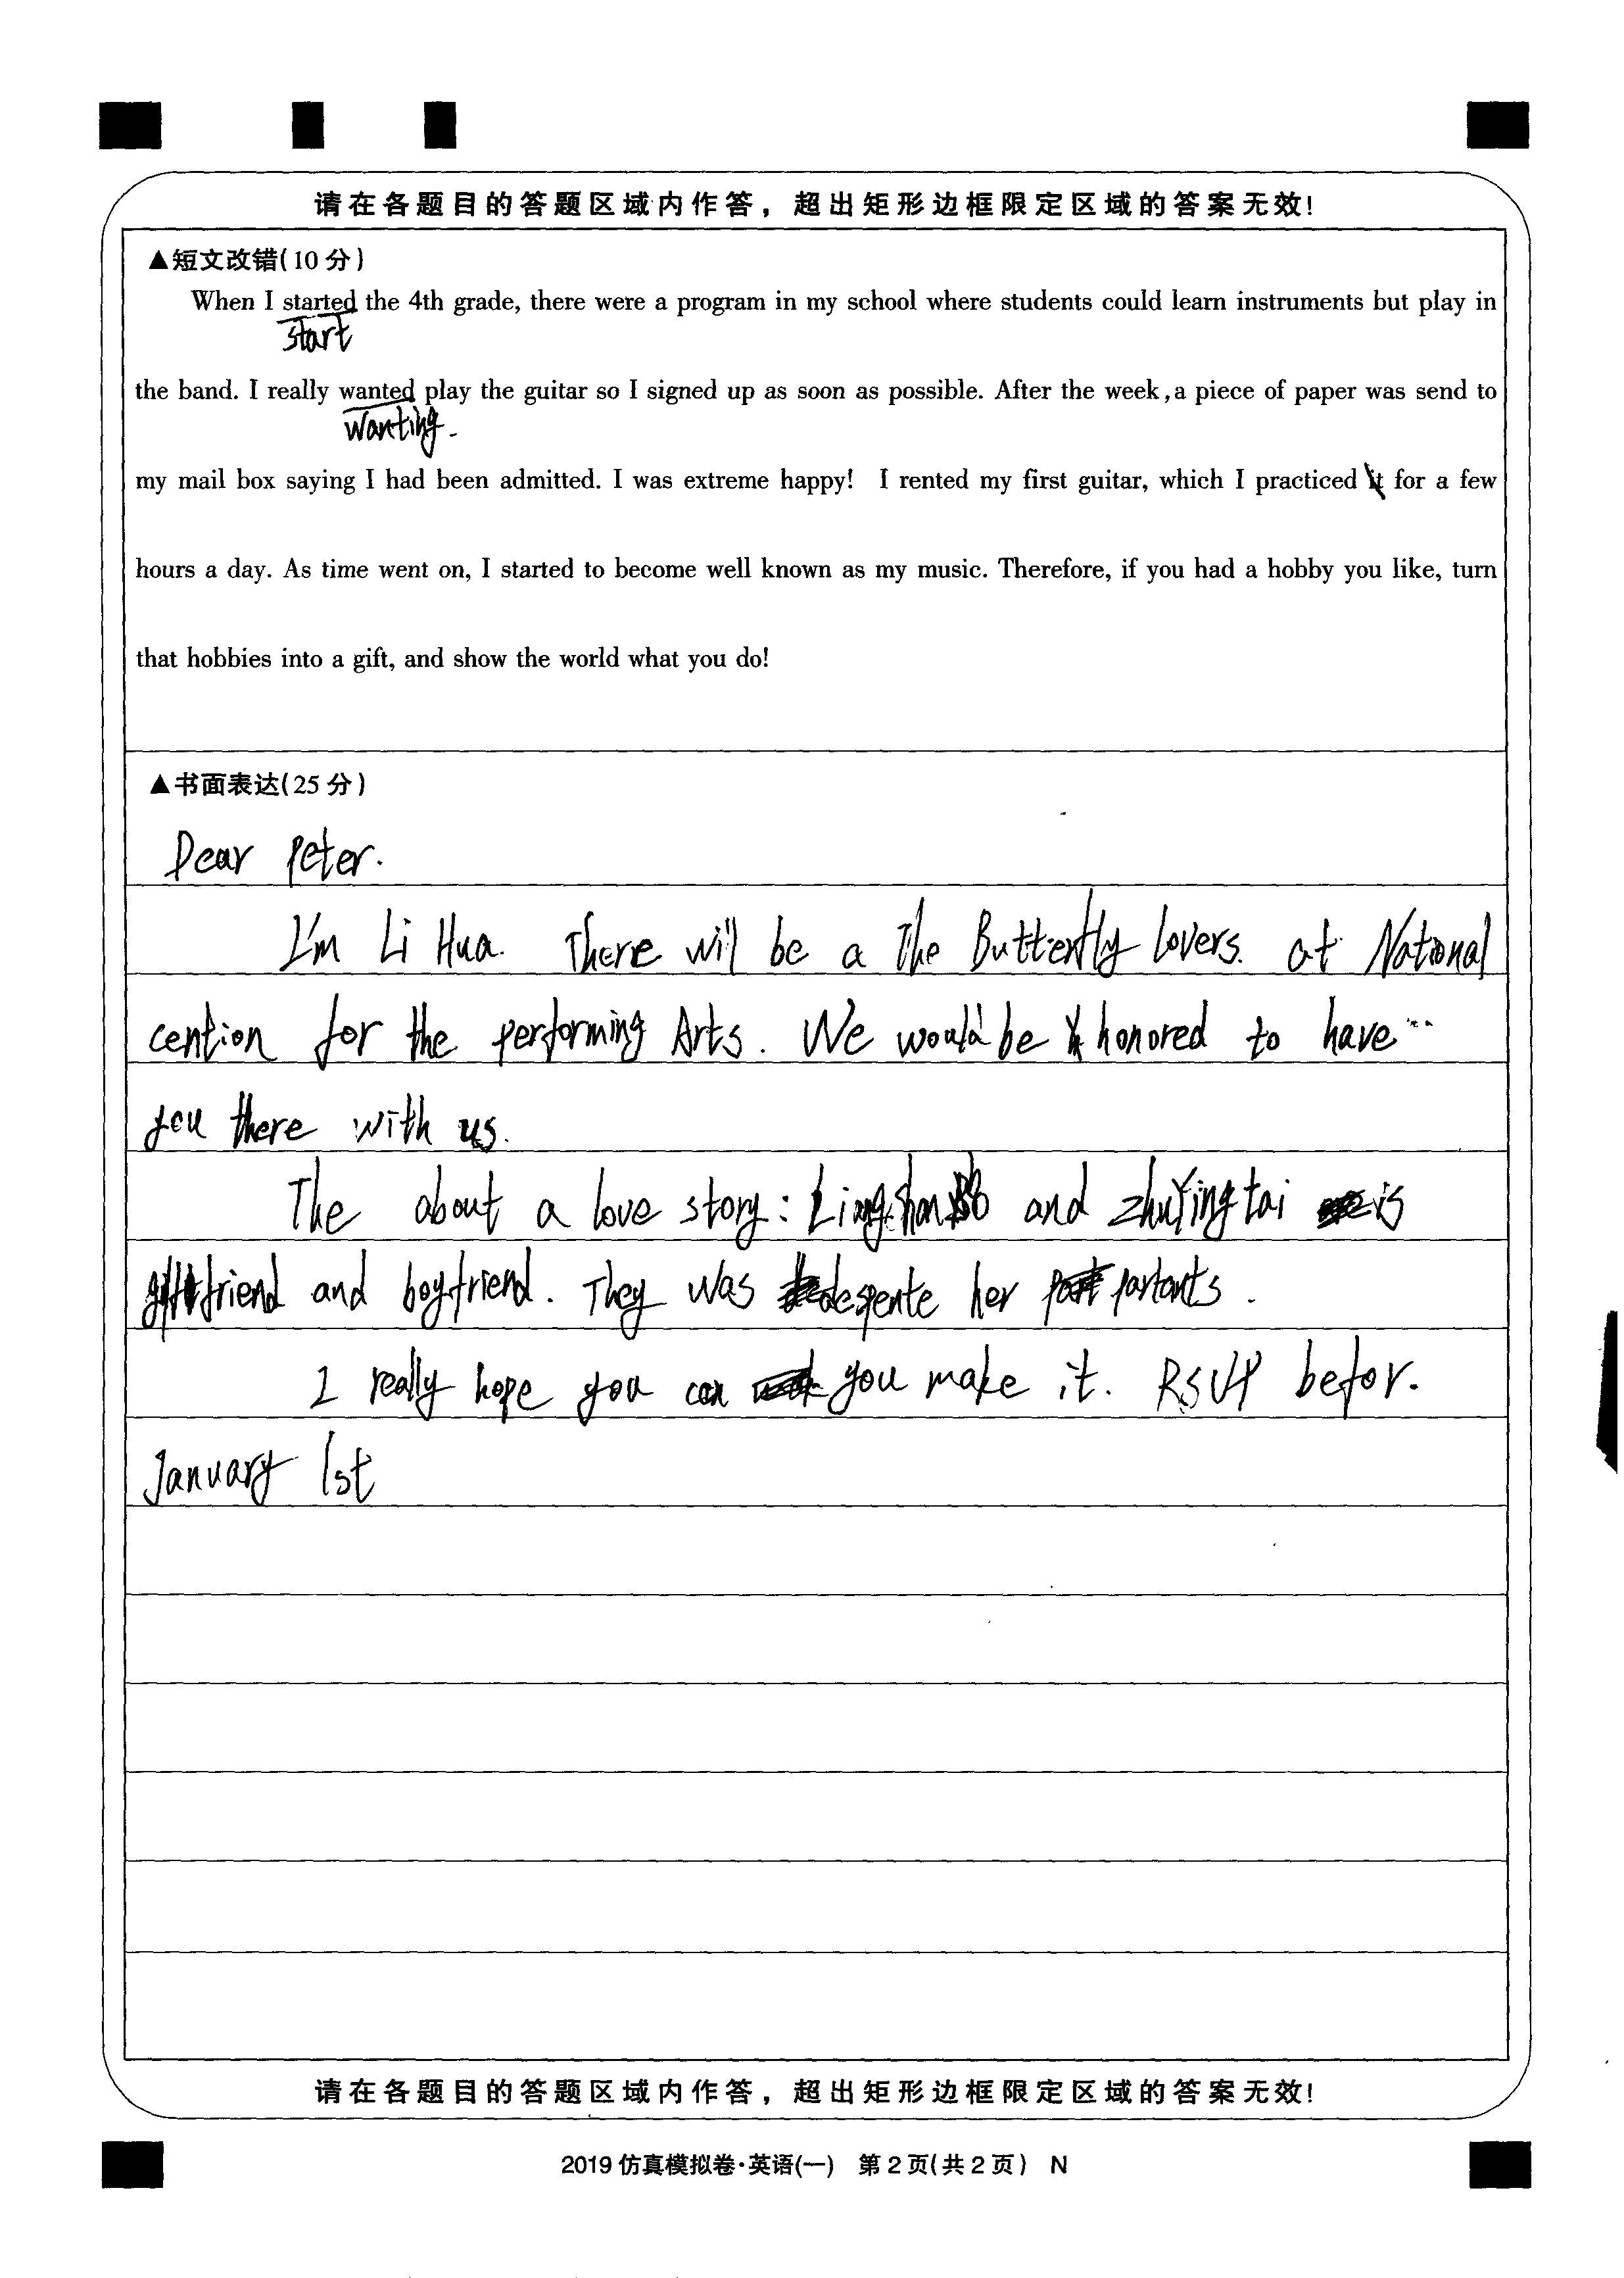 请在各题目的答题区域内作答，超出矩形边框限定区域的答案无效!
▲短文改错(10分)
When I started the 4th grade, there were a program in my school where students could learn instruments but play in
start
the band. I really wanted play the guitar so I signed up as soon as possible. After the week, a piece of paper was send to
wanting.
my mail box saying I had been admitted. I was extreme happy! I rented my first guitar, which I practiced it for a few
hours a day. As time went on, I started to become well known as my music. Therefore, if you had a hobby you like, turn
that hobbies into a gift, and show the world what you do!
▲书面表达(25分)
Dear Peter.
I'm Li Hua. There will be a The Butterfly Lovers. at National
cention for the performing Arts. We would be honored to have
you there with us.
The about a love story: and zhuYingtai is
friend and boyfriend. They was despente her partants.
I really hope you can you make it. RSVP befor.
January 1st
请在各题目的答题区域内作答，超出矩形边框限定区域的答案无效!
2019仿真模拟卷·英语(一) 第2页(共2页) N